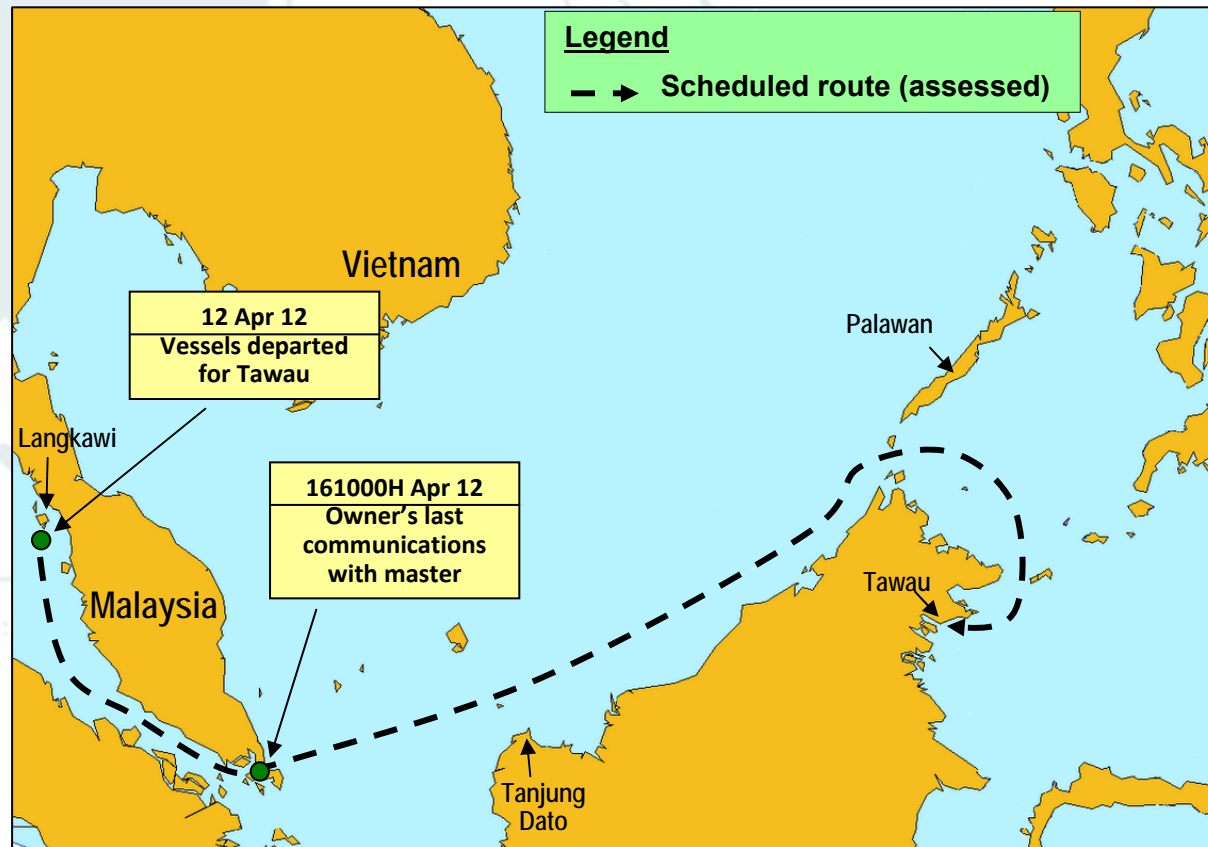 Legend
Scheduled route (assessed)
Vietnam
12 Apr 12
Vessels departed
for Tawau
Palawan
Langkawi
161000H Apr 12
Owner’s last
communications
with master
Malaysia
Tawau
Tanjung
Dato